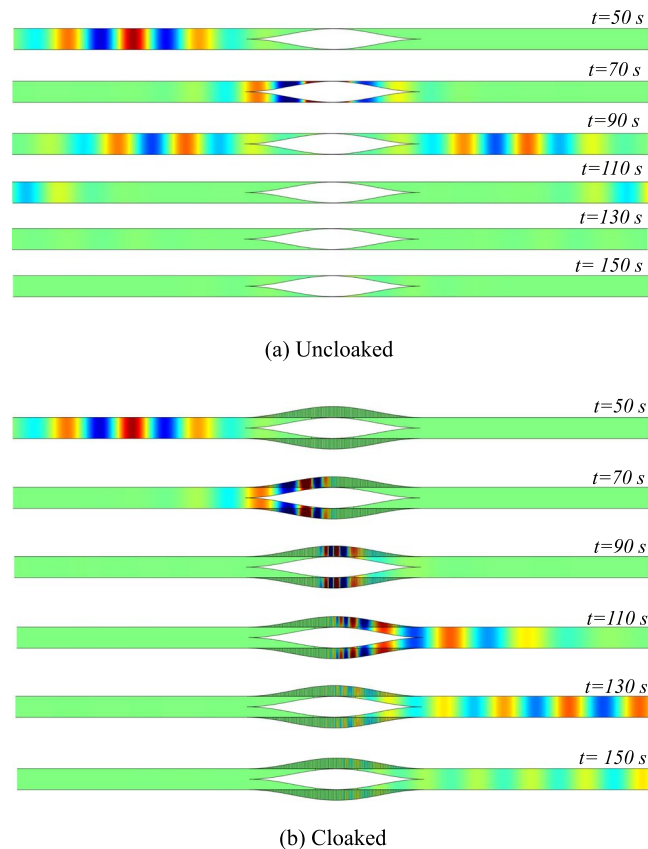 t=50 s
t=70 s
t=90 s
t=110 s
t=130 s
t= 150 s
(a) Uncloaked
t=50 s
t=70 s
t=90 s
t=110 s
t=130 s
t= 150 s
(b) Cloaked